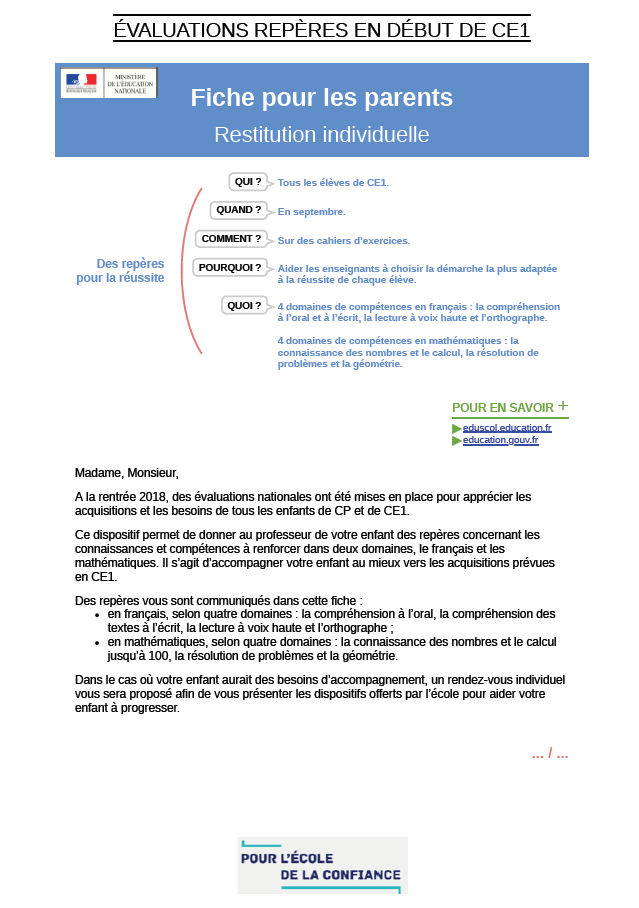 ÉVALUATIONS REPÈRES EN DÉBUT DE CE1
MINISTÈRE
DE L'ÉDUCATION
NATIONALE
Fiche pour les parents
Restitution individuelle
QUI ?
Tous les élèves de CE1.
QUAND ?
En septembre.
COMMENT ?
Sur des cahiers d'exercices.
Des repères
pour la réussite
POURQUOI ?
Aider les enseignants à choisir la démarche la plus adaptée
à la réussite de chaque élève.
QUOI ?
4 domaines de compétences en français : la compréhension
à l'oral et à l'écrit, la lecture à voix haute et l'orthographe.
4 domaines de compétences en mathématiques : la
connaissance des nombres et le calcul, la résolution de
problèmes et la géométrie.
POUR EN SAVOIR +
eduscol.education.fr
education.gouv.fr
Madame, Monsieur,
A la rentrée 2018, des évaluations nationales ont été mises en place pour apprécier les
acquisitions et les besoins de tous les enfants de CP et de CE1.
Ce dispositif permet de donner au professeur de votre enfant des repères concernant les
connaissances et compétences à renforcer dans deux domaines, le français et les
mathématiques. Il s'agit d'accompagner votre enfant au mieux vers les acquisitions prévues
en CE1.
Des repères vous sont communiqués dans cette fiche :
• en français, selon quatre domaines : la compréhension à l'oral, la compréhension des
textes à l'écrit, la lecture à voix haute et l'orthographe ;
• en mathématiques, selon quatre domaines : la connaissance des nombres et le calcul
jusqu'à 100, la résolution de problèmes et la géométrie.
Dans le cas où votre enfant aurait des besoins d'accompagnement, un rendez-vous individuel
vous sera proposé afin de vous présenter les dispositifs offerts par l'école pour aider votre
enfant à progresser.
... / ...
POUR L'ÉCOLE
DE LA CONFIANCE